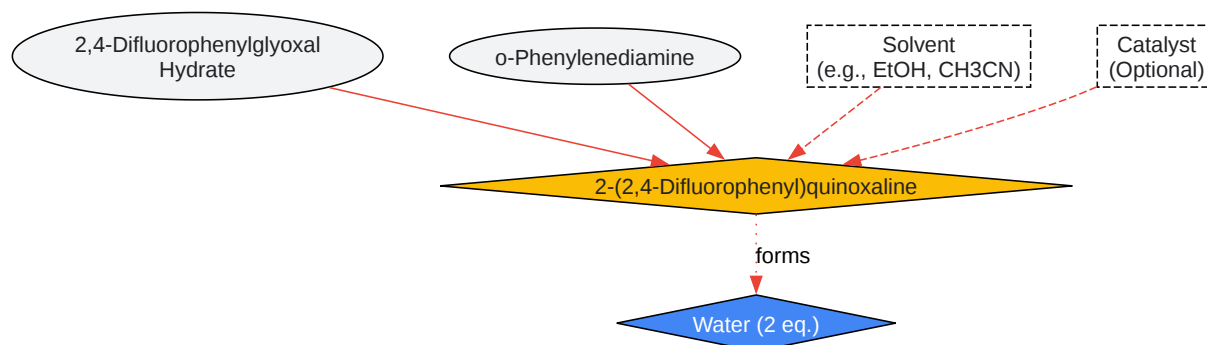 2,4-Difluorophenylglyoxal
Hydrate
o-Phenylenediamine
Solvent
(e.g., EtOH, CH3CN)
Catalyst
(Optional)
2-(2,4-Difluorophenyl)quinoxaline
forms
Water (2 eq.)